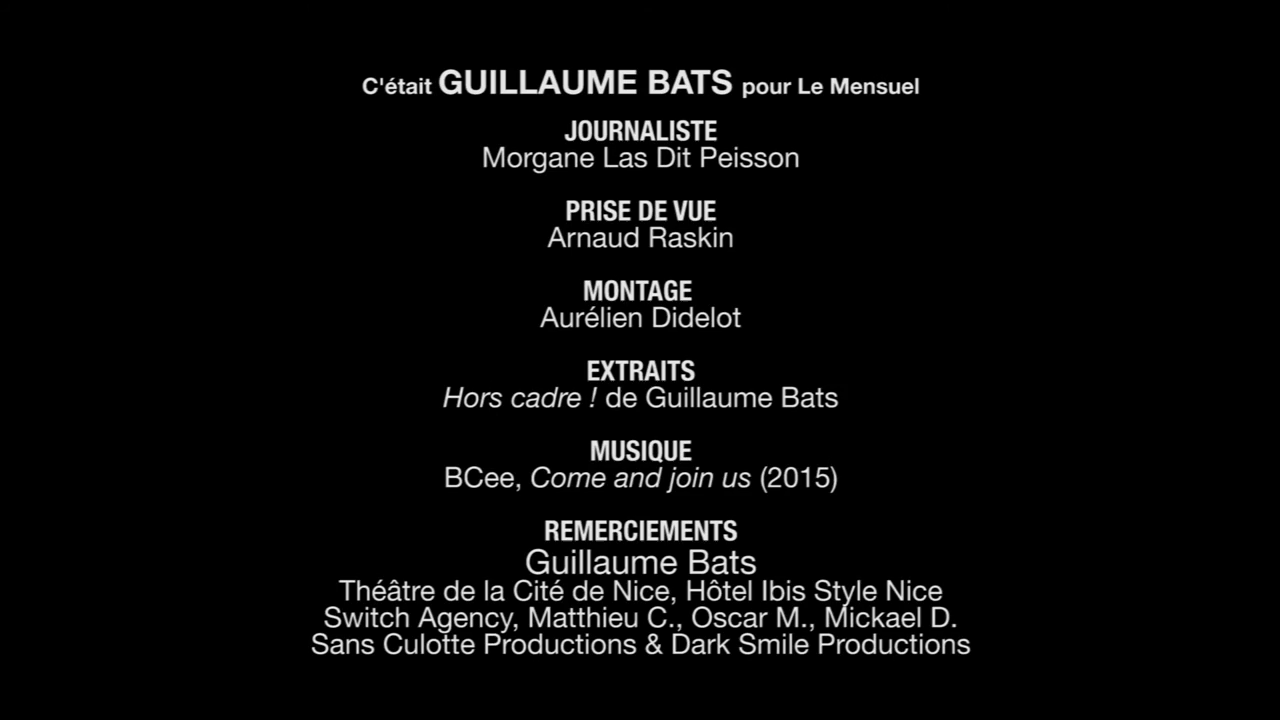 C'était GUILLAUME BATS pour Le Mensuel
JOURNALISTE
Morgane Las Dit Peisson
PRISE DE VUE
Arnaud Raskin
MONTAGE
Aurélien Didelot
EXTRAITS
Hors cadre ! de Guillaume Bats
MUSIQUE
BCee, Come and join us (2015)
REMERCIEMENTS
Guillaume Bats
Théâtre de la Cité de Nice, Hôtel Ibis Style Nice
Switch Agency, Matthieu C., Oscar M., Mickael D.
Sans Culotte Productions & Dark Smile Productions